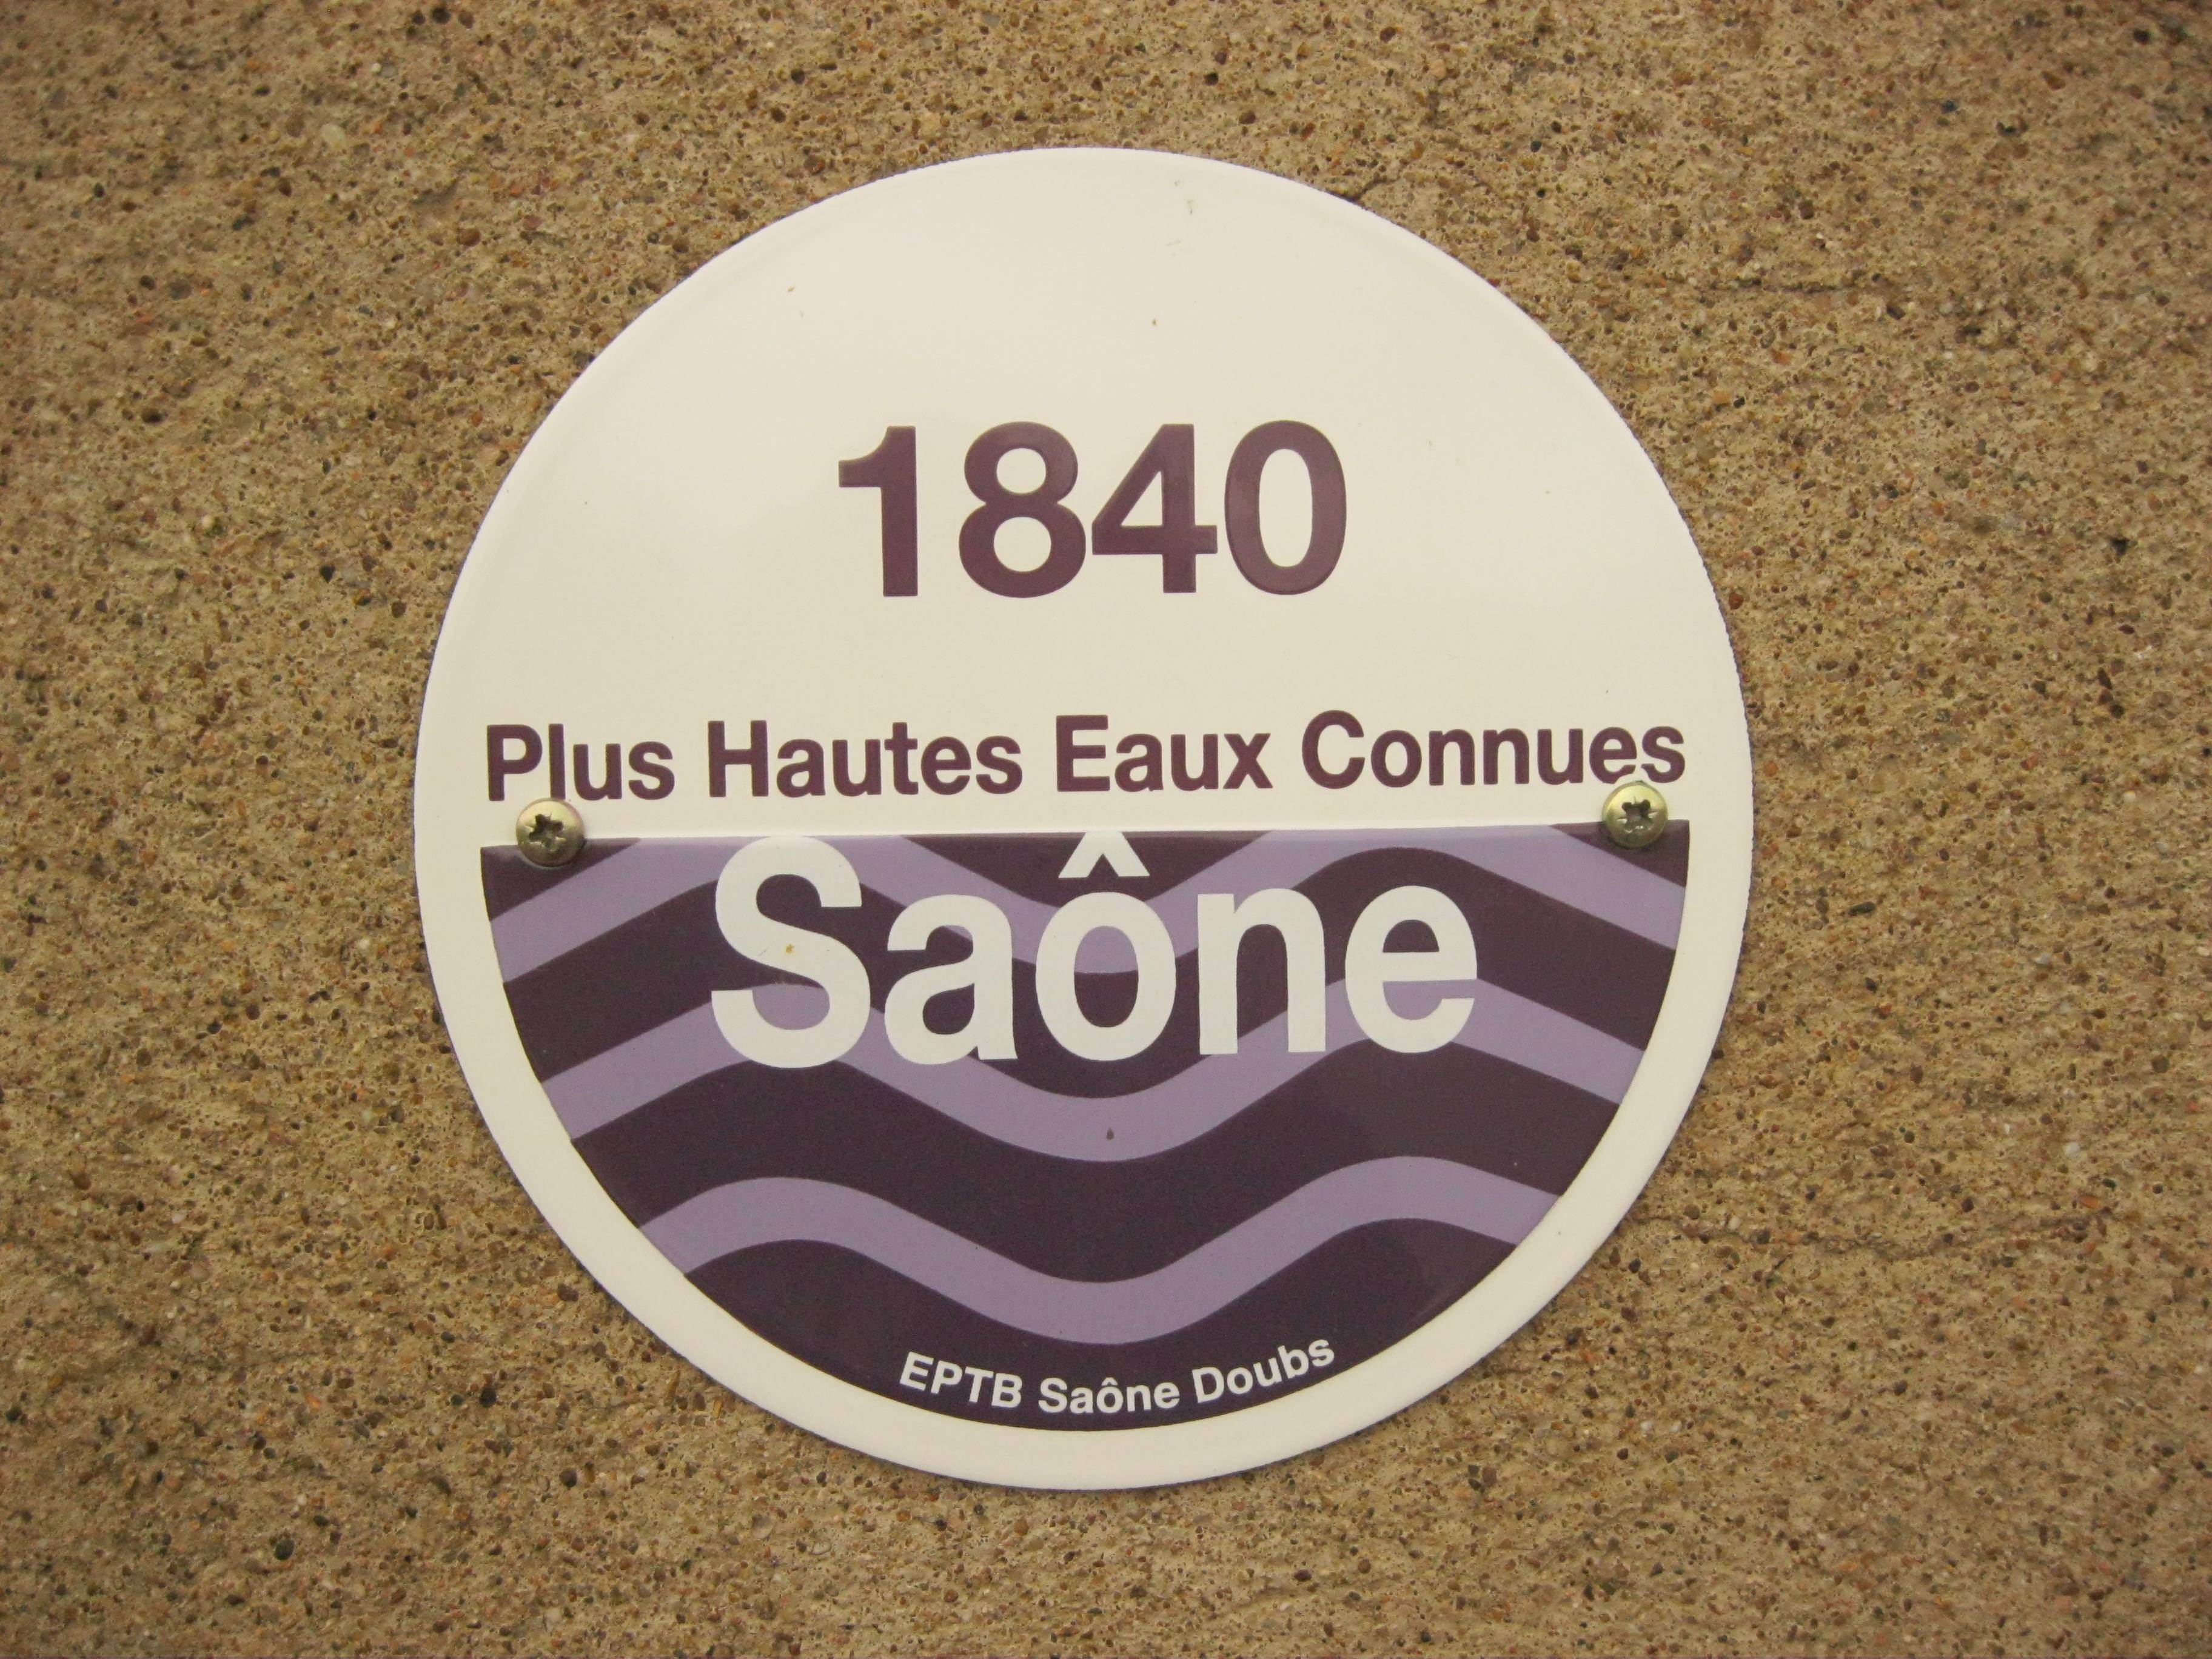 1840
Plus Hautes Eaux Connues
Saône
EPTB Saône Doubs